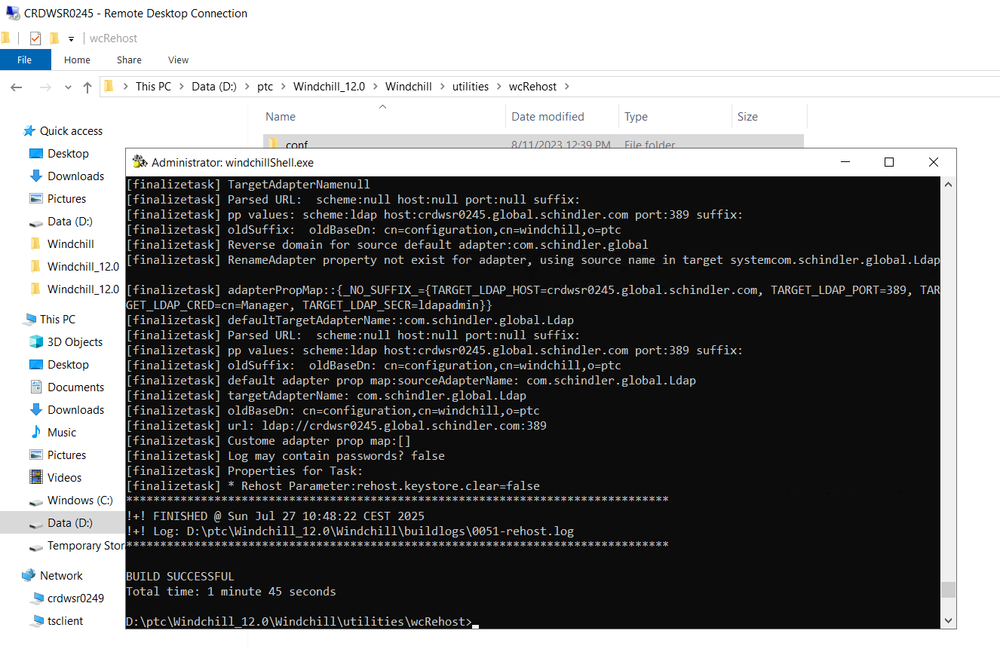 CRDWSR0245 - Remote Desktop Connection
wcRehost
File Home Share View
This PC > Data (D:) > ptc > Windchill_12.0 > Windchill > utilities > wcRehost >
Name Date modified Type Size
Quick access
Desktop
Downloads
Pictures
Data (D:)
Windchill
Windchill_12.0
Windchill_12.0
This PC
3D Objects
Desktop
Documents
Downloads
Music
Pictures
Videos
Windows (C:)
Data (D:)
Temporary Stor
Network
crdwsr0249
tsclient
conf 8/11/2023 12:39 PM File folder
Administrator: windchillShell.exe
[finalizetask] TargetAdapterNamenull
[finalizetask] Parsed URL:  scheme:null host:null port:null suffix:
[finalizetask] pp values: scheme:ldap host:crdwsr0245.global.schindler.com port:389 suffix:
[finalizetask] oldSuffix:  oldBaseDn: cn=configuration,cn=windchill,o=ptc
[finalizetask] Reverse domain for source default adapter:com.schindler.global
[finalizetask] RenameAdapter property not exist for adapter, using source name in target systemcom.schindler.global.Ldap
[finalizetask] adapterPropMap::{_NO_SUFFIX_={TARGET_LDAP_HOST=crdwsr0245.global.schindler.com, TARGET_LDAP_PORT=389, TAR
GET_LDAP_CRED=cn=Manager, TARGET_LDAP_SECR=ldapadmin}}
[finalizetask] defaultTargetAdapterName::com.schindler.global.Ldap
[finalizetask] Parsed URL:  scheme:null host:null port:null suffix:
[finalizetask] pp values: scheme:ldap host:crdwsr0245.global.schindler.com port:389 suffix:
[finalizetask] oldSuffix:  oldBaseDn: cn=configuration,cn=windchill,o=ptc
[finalizetask] default adapter prop map:sourceAdapterName: com.schindler.global.Ldap
[finalizetask] targetAdapterName: com.schindler.global.Ldap
[finalizetask] oldBaseDn: cn=configuration,cn=windchill,o=ptc
[finalizetask] url: ldap://crdwsr0245.global.schindler.com:389
[finalizetask] Custome adapter prop map:[]
[finalizetask] Log may contain passwords? false
[finalizetask] Properties for Task:
[finalizetask] * Rehost Parameter:rehost.keystore.clear=false
********************************************************************************
!+! FINISHED @ Sun Jul 27 10:48:22 CEST 2025
!+! Log: D:\ptc\Windchill_12.0\Windchill\buildlogs\0051-rehost.log
********************************************************************************
BUILD SUCCESSFUL
Total time: 1 minute 45 seconds
D:\ptc\Windchill_12.0\Windchill\utilities\wcRehost>